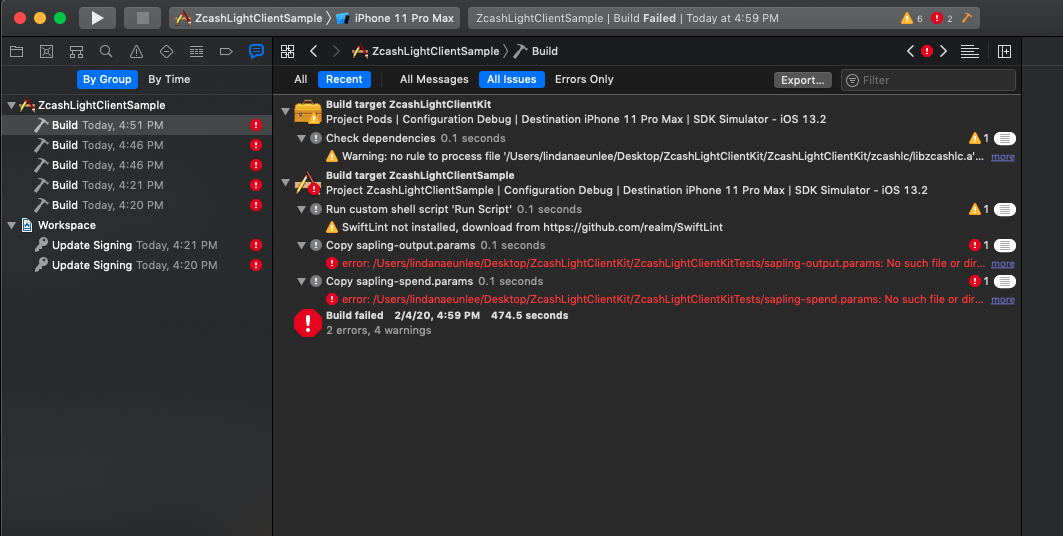 ZcashLightClientSample 〉 iPhone 11 Pro Max
ZcashLightClientSample | Build Failed | Today at 4:59 PM
6
2
ZcashLightClientSample 〉 Build
By Group By Time
All Recent All Messages All Issues Errors Only Export... Filter
ZcashLightClientSample
Build Today, 4:51 PM
Build Today, 4:46 PM
Build Today, 4:46 PM
Build Today, 4:21 PM
Build Today, 4:20 PM
Workspace
Update Signing Today, 4:21 PM
Update Signing Today, 4:20 PM
Build target ZcashLightClientKit
Project Pods | Configuration Debug | Destination iPhone 11 Pro Max | SDK Simulator - iOS 13.2
Check dependencies 0.1 seconds 1
Warning: no rule to process file '/Users/lindanaeunlee/Desktop/ZcashLightClientKit/ZcashLightClientKit/zcashlc/libzcashlc.a'... more
Build target ZcashLightClientSample
Project ZcashLightClientSample | Configuration Debug | Destination iPhone 11 Pro Max | SDK Simulator - iOS 13.2
Run custom shell script 'Run Script' 0.1 seconds 1
SwiftLint not installed, download from https://github.com/realm/SwiftLint
Copy sapling-output.params 0.1 seconds 1
error: /Users/lindanaeunlee/Desktop/ZcashLightClientKit/ZcashLightClientKitTests/sapling-output.params: No such file or dir... more
Copy sapling-spend.params 0.1 seconds 1
error: /Users/lindanaeunlee/Desktop/ZcashLightClientKit/ZcashLightClientKitTests/sapling-spend.params: No such file or dir... more
Build failed 2/4/20, 4:59 PM 474.5 seconds
2 errors, 4 warnings